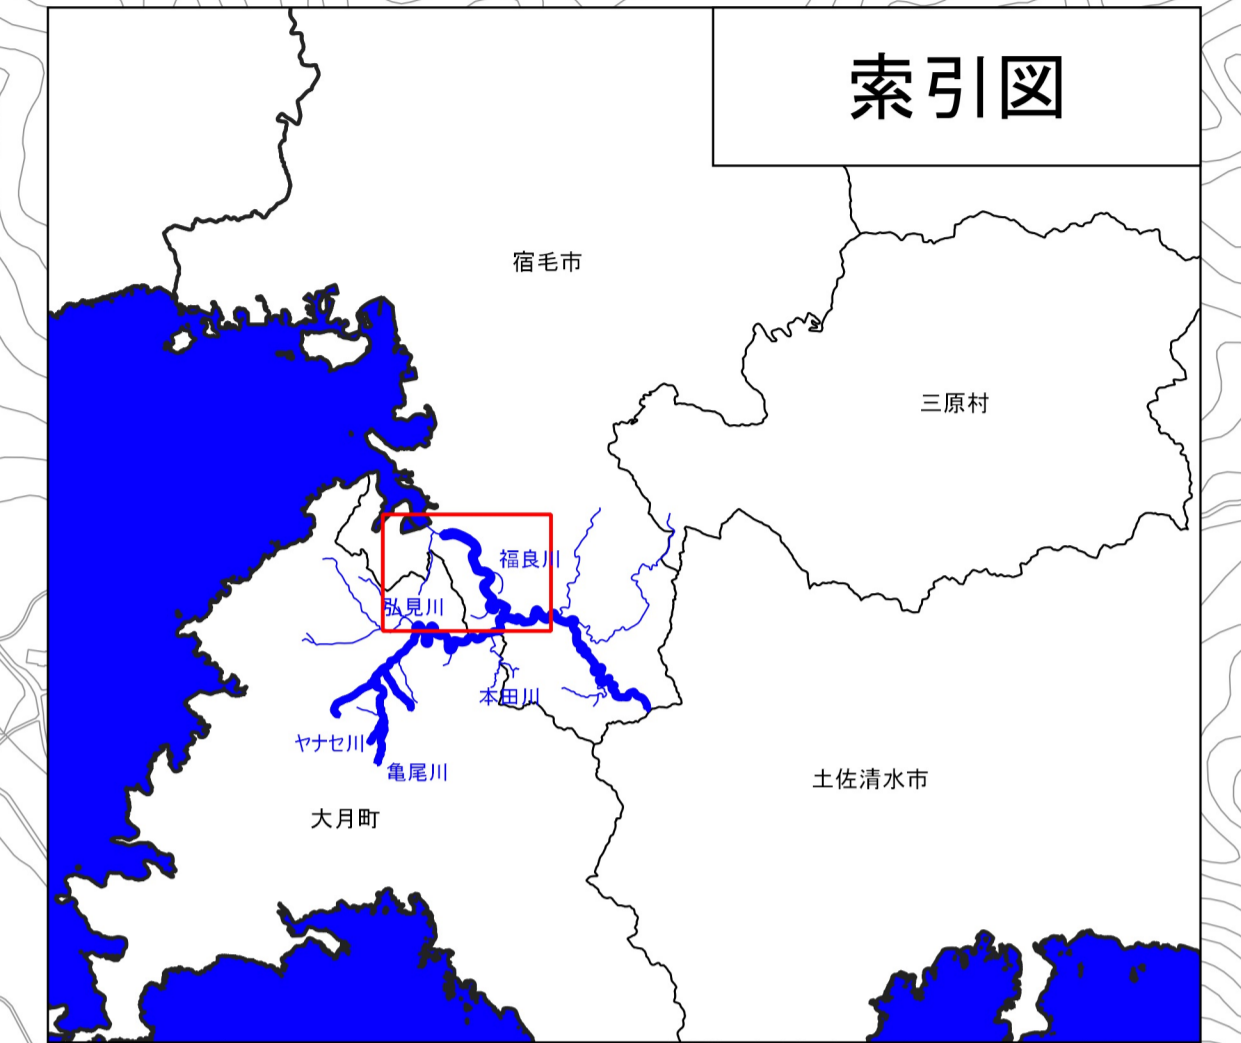 索引図
宿毛市
三原村
福良川
弘見川
本田川
ヤナセ川
亀尾川
土佐清水市
大月町